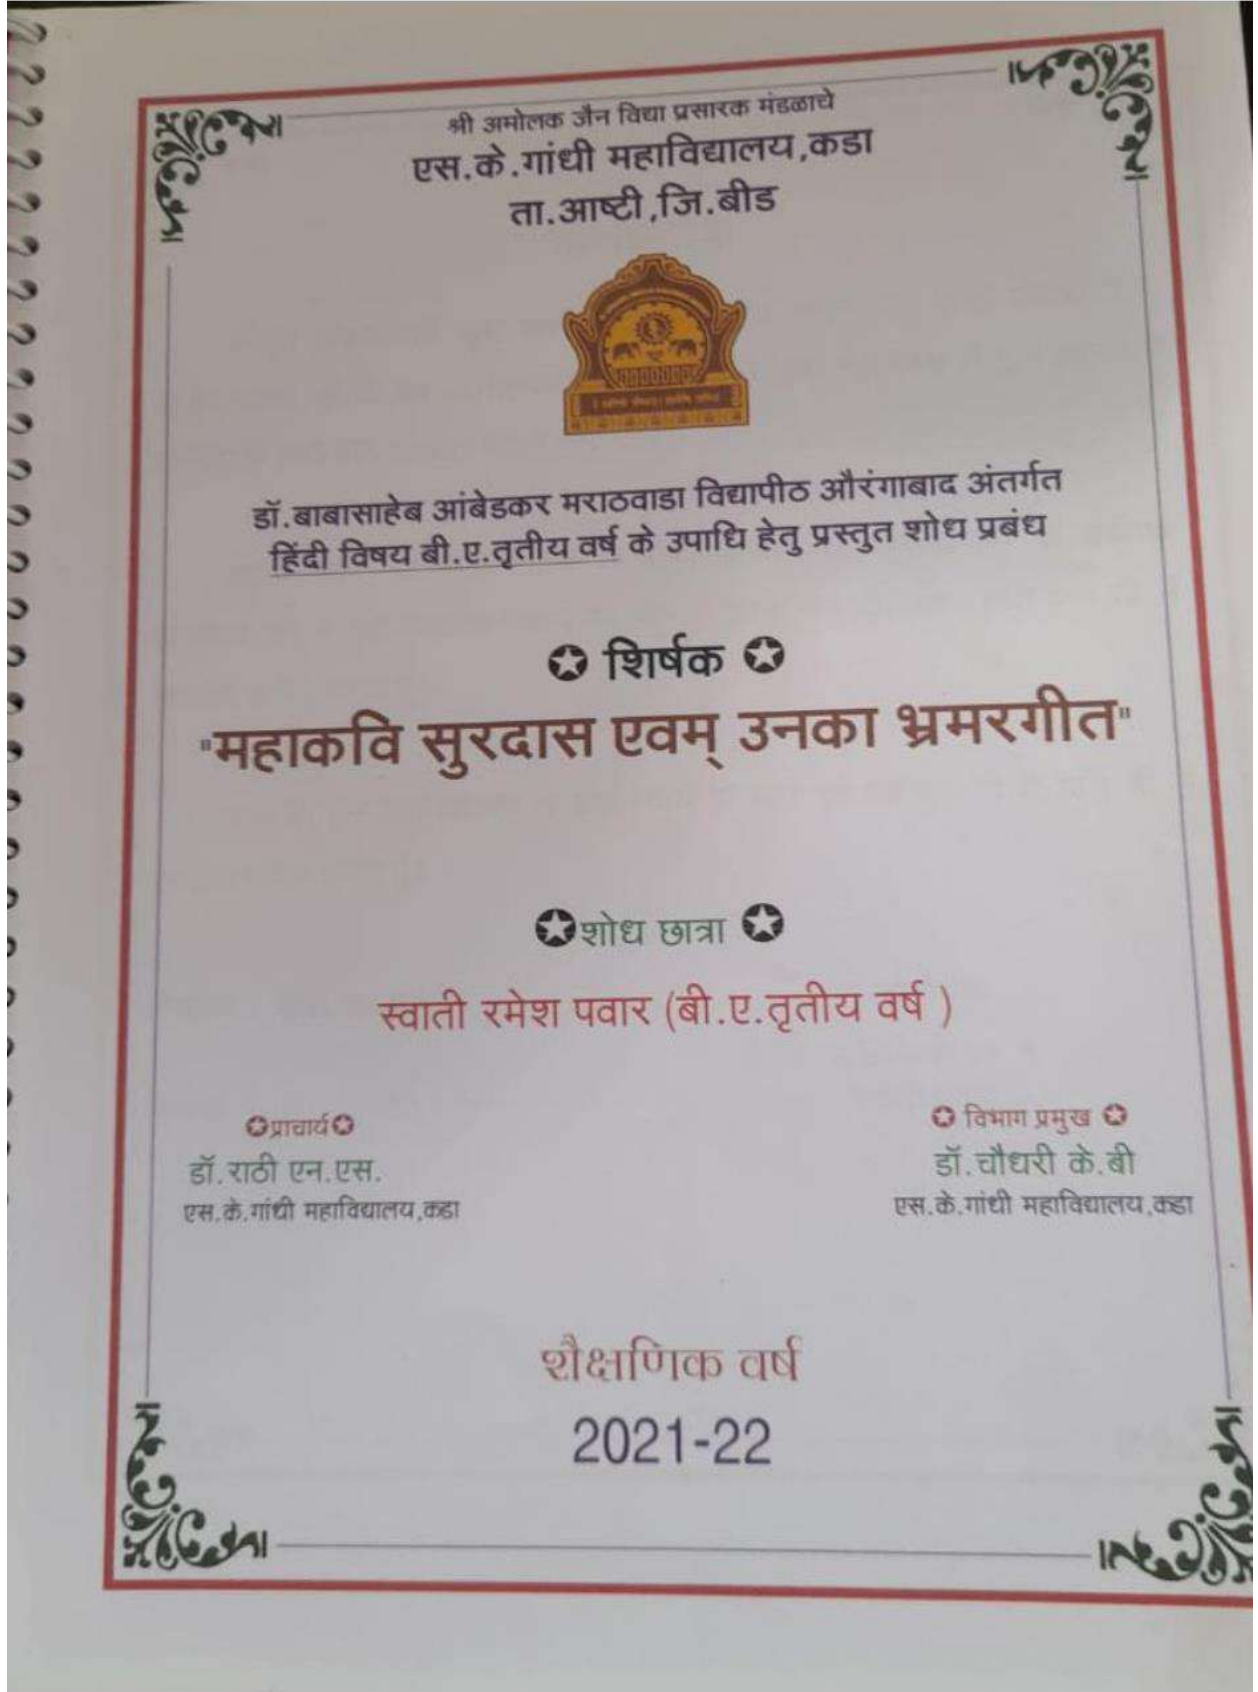 श्री अमोलक जैन विद्या प्रसारक मंडळाचे
एस.के.गांधी महाविद्यालय,कडा
ता.आष्टी,जि.बीड
डॉ.बाबासाहेब आंबेडकर मराठवाडा विद्यापीठ औरंगाबाद अंतर्गत
हिंदी विषय बी.ए.तृतीय वर्ष के उपाधि हेतु प्रस्तुत शोध प्रबंध
✪ शिर्षक ✪
"महाकवि सुरदास एवम् उनका भ्रमरगीत"
✪शोध छात्रा ✪
स्वाती रमेश पवार (बी.ए.तृतीय वर्ष )
✪प्राचार्य✪
डॉ.राठी एन.एस.
एस.के.गांधी महाविद्यालय,कडा
✪ विभाग प्रमुख ✪
डॉ.चौधरी के.बी
एस.के.गांधी महाविद्यालय,कडा
शैक्षणिक वर्ष
2021-22